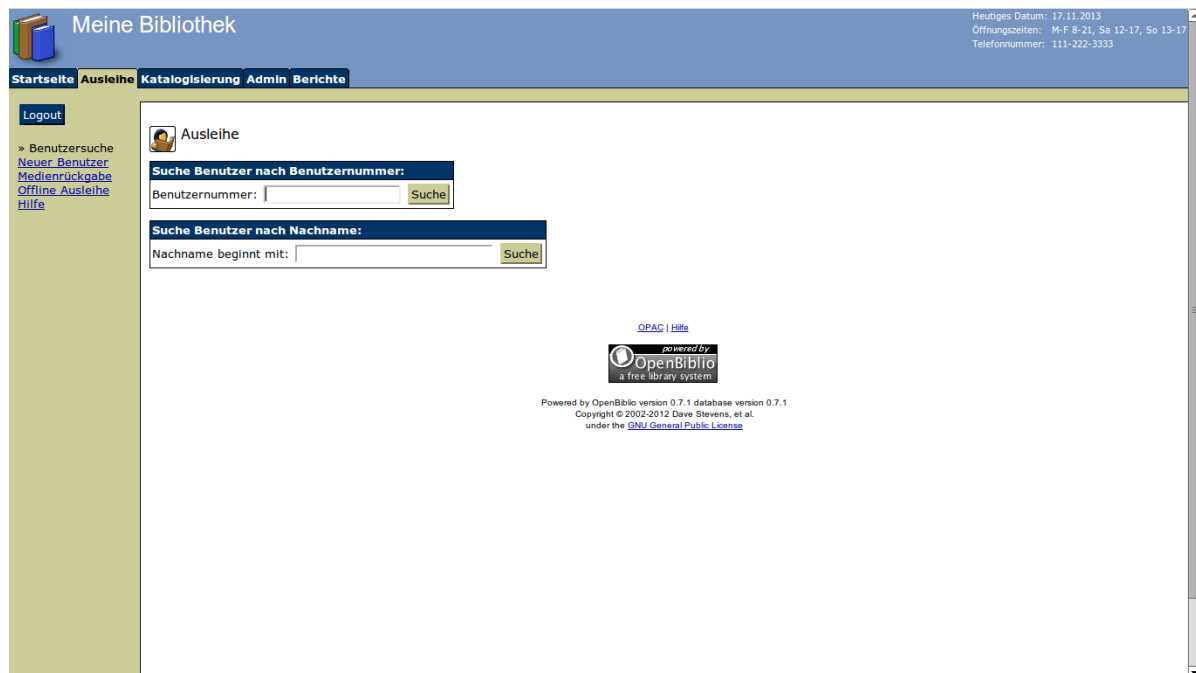 Meine Bibliothek
Heutiges Datum: 17.11.2013
Öffnungszeiten: M-F 8-21, Sa 12-17, So 13-17
Telefonnummer: 111-222-3333
Startseite Ausleihe Katalogisierung Admin Berichte
Logout
» Benutzersuche
Neuer Benutzer
Medienrückgabe
Offline Ausleihe
Hilfe
Ausleihe
Suche Benutzer nach Benutzernummer:
Benutzernummer: Suche
Suche Benutzer nach Nachname:
Nachname beginnt mit: Suche
OPAC | Hilfe
powered by
OpenBiblio
a free library system
Powered by OpenBiblio version 0.7.1 database version 0.7.1
Copyright © 2002-2012 Dave Stevens, et al.
under the GNU General Public License